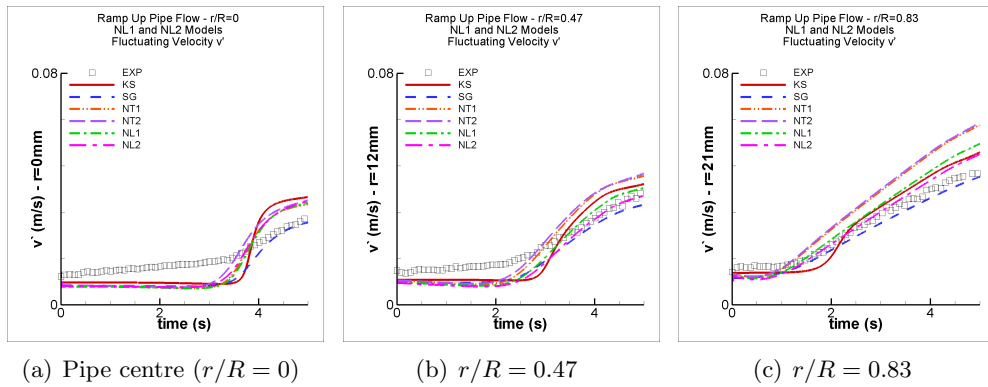 Ramp Up Pipe Flow - r/R=0
NL1 and NL2 Models
Fluctuating Velocity v'
0.08
EXP
KS
SG
NT1
NT2
NL1
NL2
v` (m/s) - r=0mm
0
0
2
4
time (s)
(a) Pipe centre (r/R = 0)
Ramp Up Pipe Flow - r/R=0.47
NL1 and NL2 Models
Fluctuating Velocity v'
0.08
EXP
KS
SG
NT1
NT2
NL1
NL2
v` (m/s) - r=12mm
0
0
2
4
time (s)
(b) r/R = 0.47
Ramp Up Pipe Flow - r/R=0.83
NL1 and NL2 Models
Fluctuating Velocity v'
0.08
EXP
KS
SG
NT1
NT2
NL1
NL2
v` (m/s) - r=21mm
0
0
2
4
time (s)
(c) r/R = 0.83